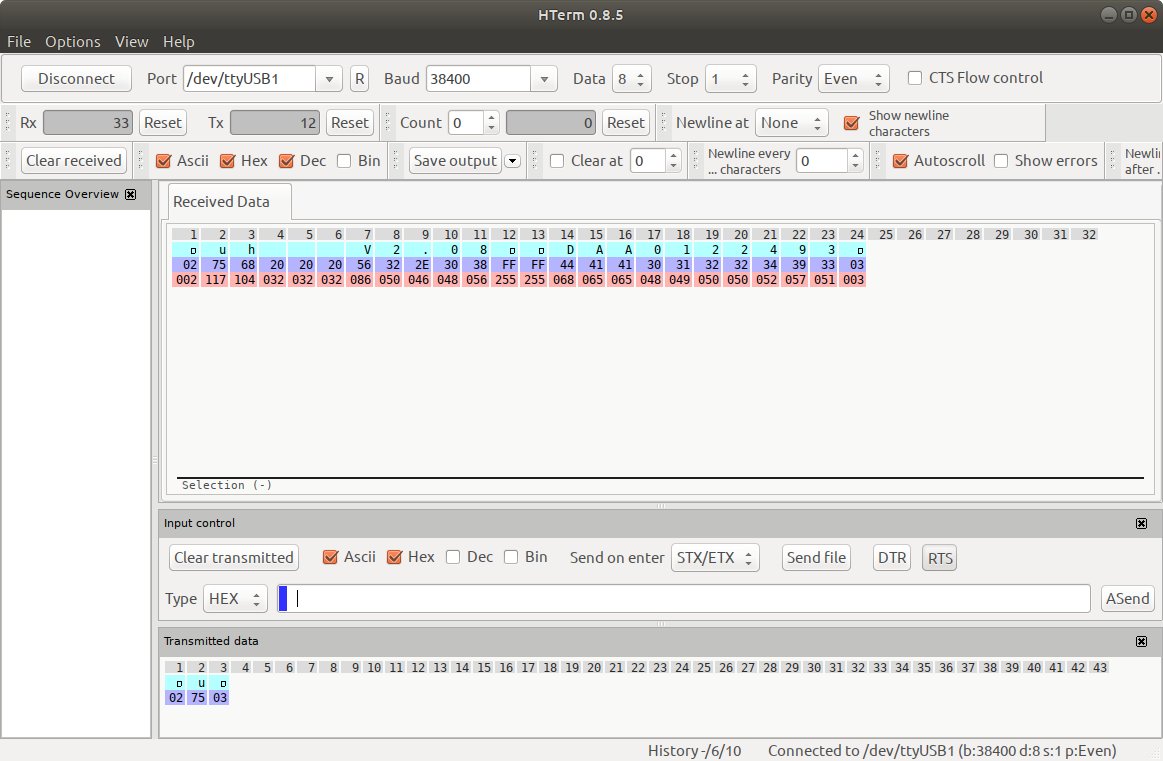 HTerm 0.8.5
File Options View Help
Disconnect Port /dev/ttyUSB1 R Baud 38400 Data 8 Stop 1 Parity Even CTS Flow control
Rx 33 Reset Tx 12 Reset Count 0 0 Reset Newline at None Show newline characters
Clear received Ascii Hex Dec Bin Save output Clear at 0 Newline every ... characters 0 Autoscroll Show errors Newli after .
Sequence Overview
Received Data
1 2 3 4 5 6 7 8 9 10 11 12 13 14 15 16 17 18 19 20 21 22 23 24 25 26 27 28 29 30 31 32
▯ u h V 2 . 0 8 ▯ ▯ D A A 0 1 2 2 4 9 3 ▯
02 75 68 20 20 20 56 32 2E 30 38 FF FF 44 41 41 30 31 32 32 34 39 33 03
002 117 104 032 032 032 086 050 046 048 056 255 255 068 065 065 048 049 050 050 052 057 051 003
Selection (-)
Input control
Clear transmitted Ascii Hex Dec Bin Send on enter STX/ETX Send file DTR RTS
Type HEX ASend
Transmitted data
1 2 3 4 5 6 7 8 9 10 11 12 13 14 15 16 17 18 19 20 21 22 23 24 25 26 27 28 29 30 31 32 33 34 35 36 37 38 39 40 41 42 43
▯ u ▯
02 75 03
History -/6/10 Connected to /dev/ttyUSB1 (b:38400 d:8 s:1 p:Even)